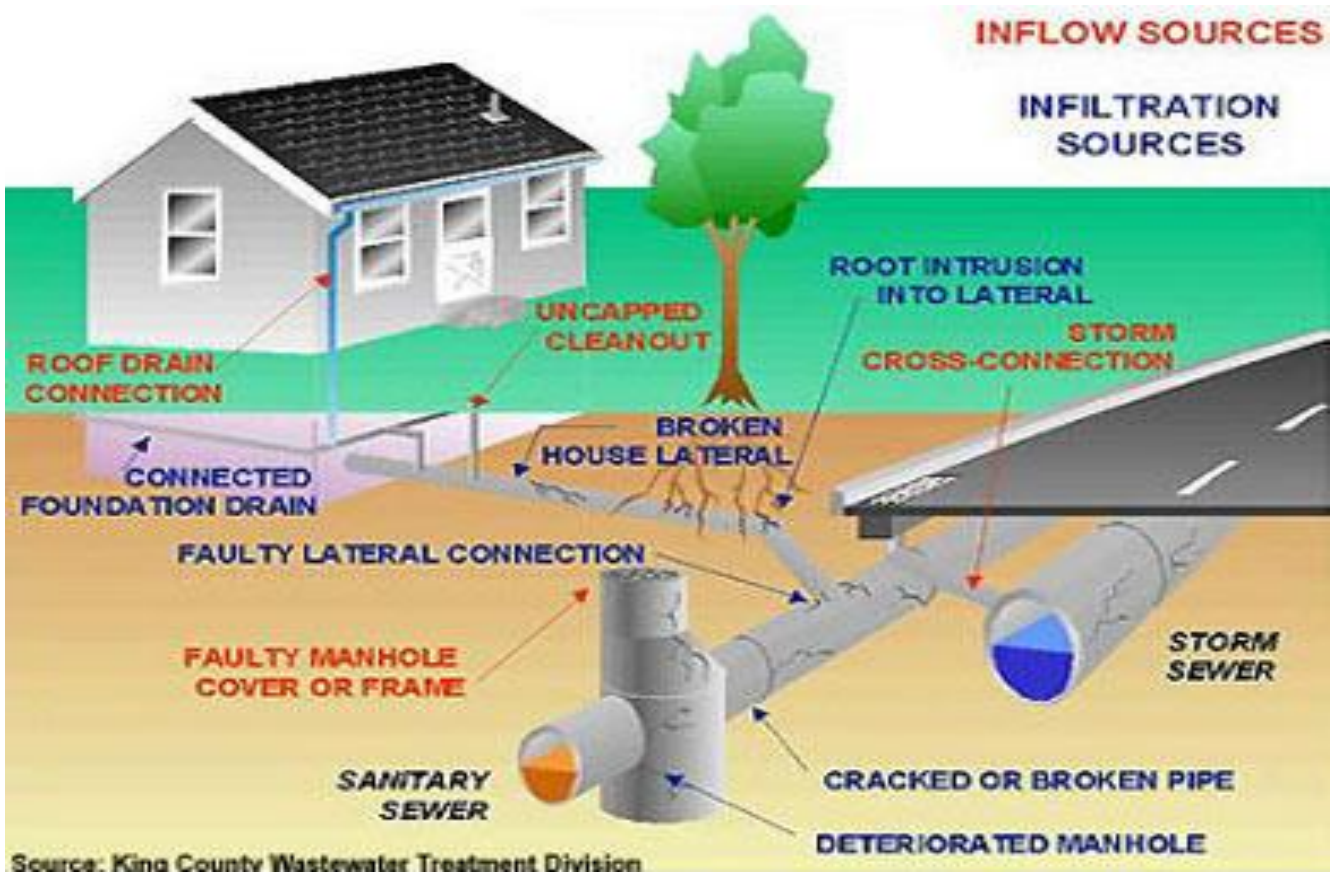 INFLOW SOURCES
INFILTRATION
SOURCES
ROOT INTRUSION
INTO LATERAL
UNCAPPED
CLEANOUT
STORM
CROSS-CONNECTION
ROOF DRAIN
CONNECTION
BROKEN
HOUSE LATERAL
CONNECTED
FOUNDATION DRAIN
FAULTY LATERAL CONNECTION
FAULTY MANHOLE
COVER OR FRAME
STORM
SEWER
SANITARY
SEWER
CRACKED OR BROKEN PIPE
DETERIORATED MANHOLE
Source: King County Wastewater Treatment Division